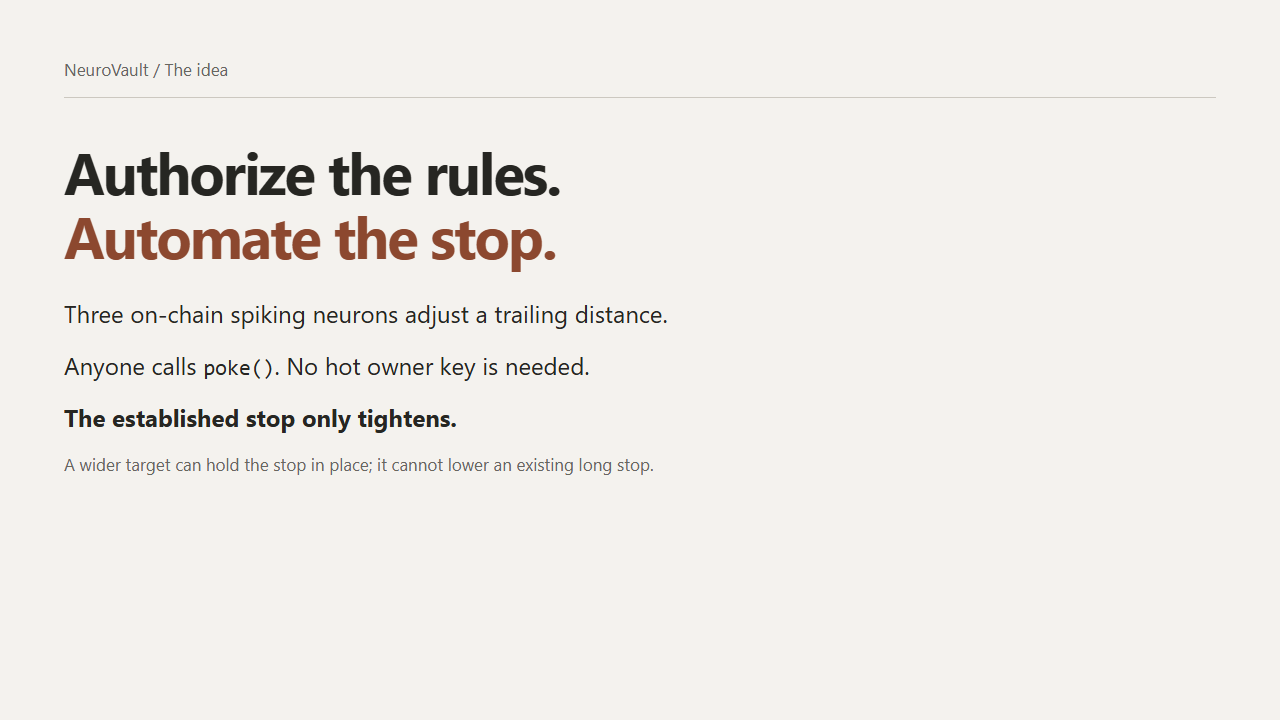 NeuroVault / The idea
Authorize the rules.
Automate the stop.
Three on-chain spiking neurons adjust a trailing distance.
Anyone calls poke(). No hot owner key is needed.
The established stop only tightens.
A wider target can hold the stop in place; it cannot lower an existing long stop.